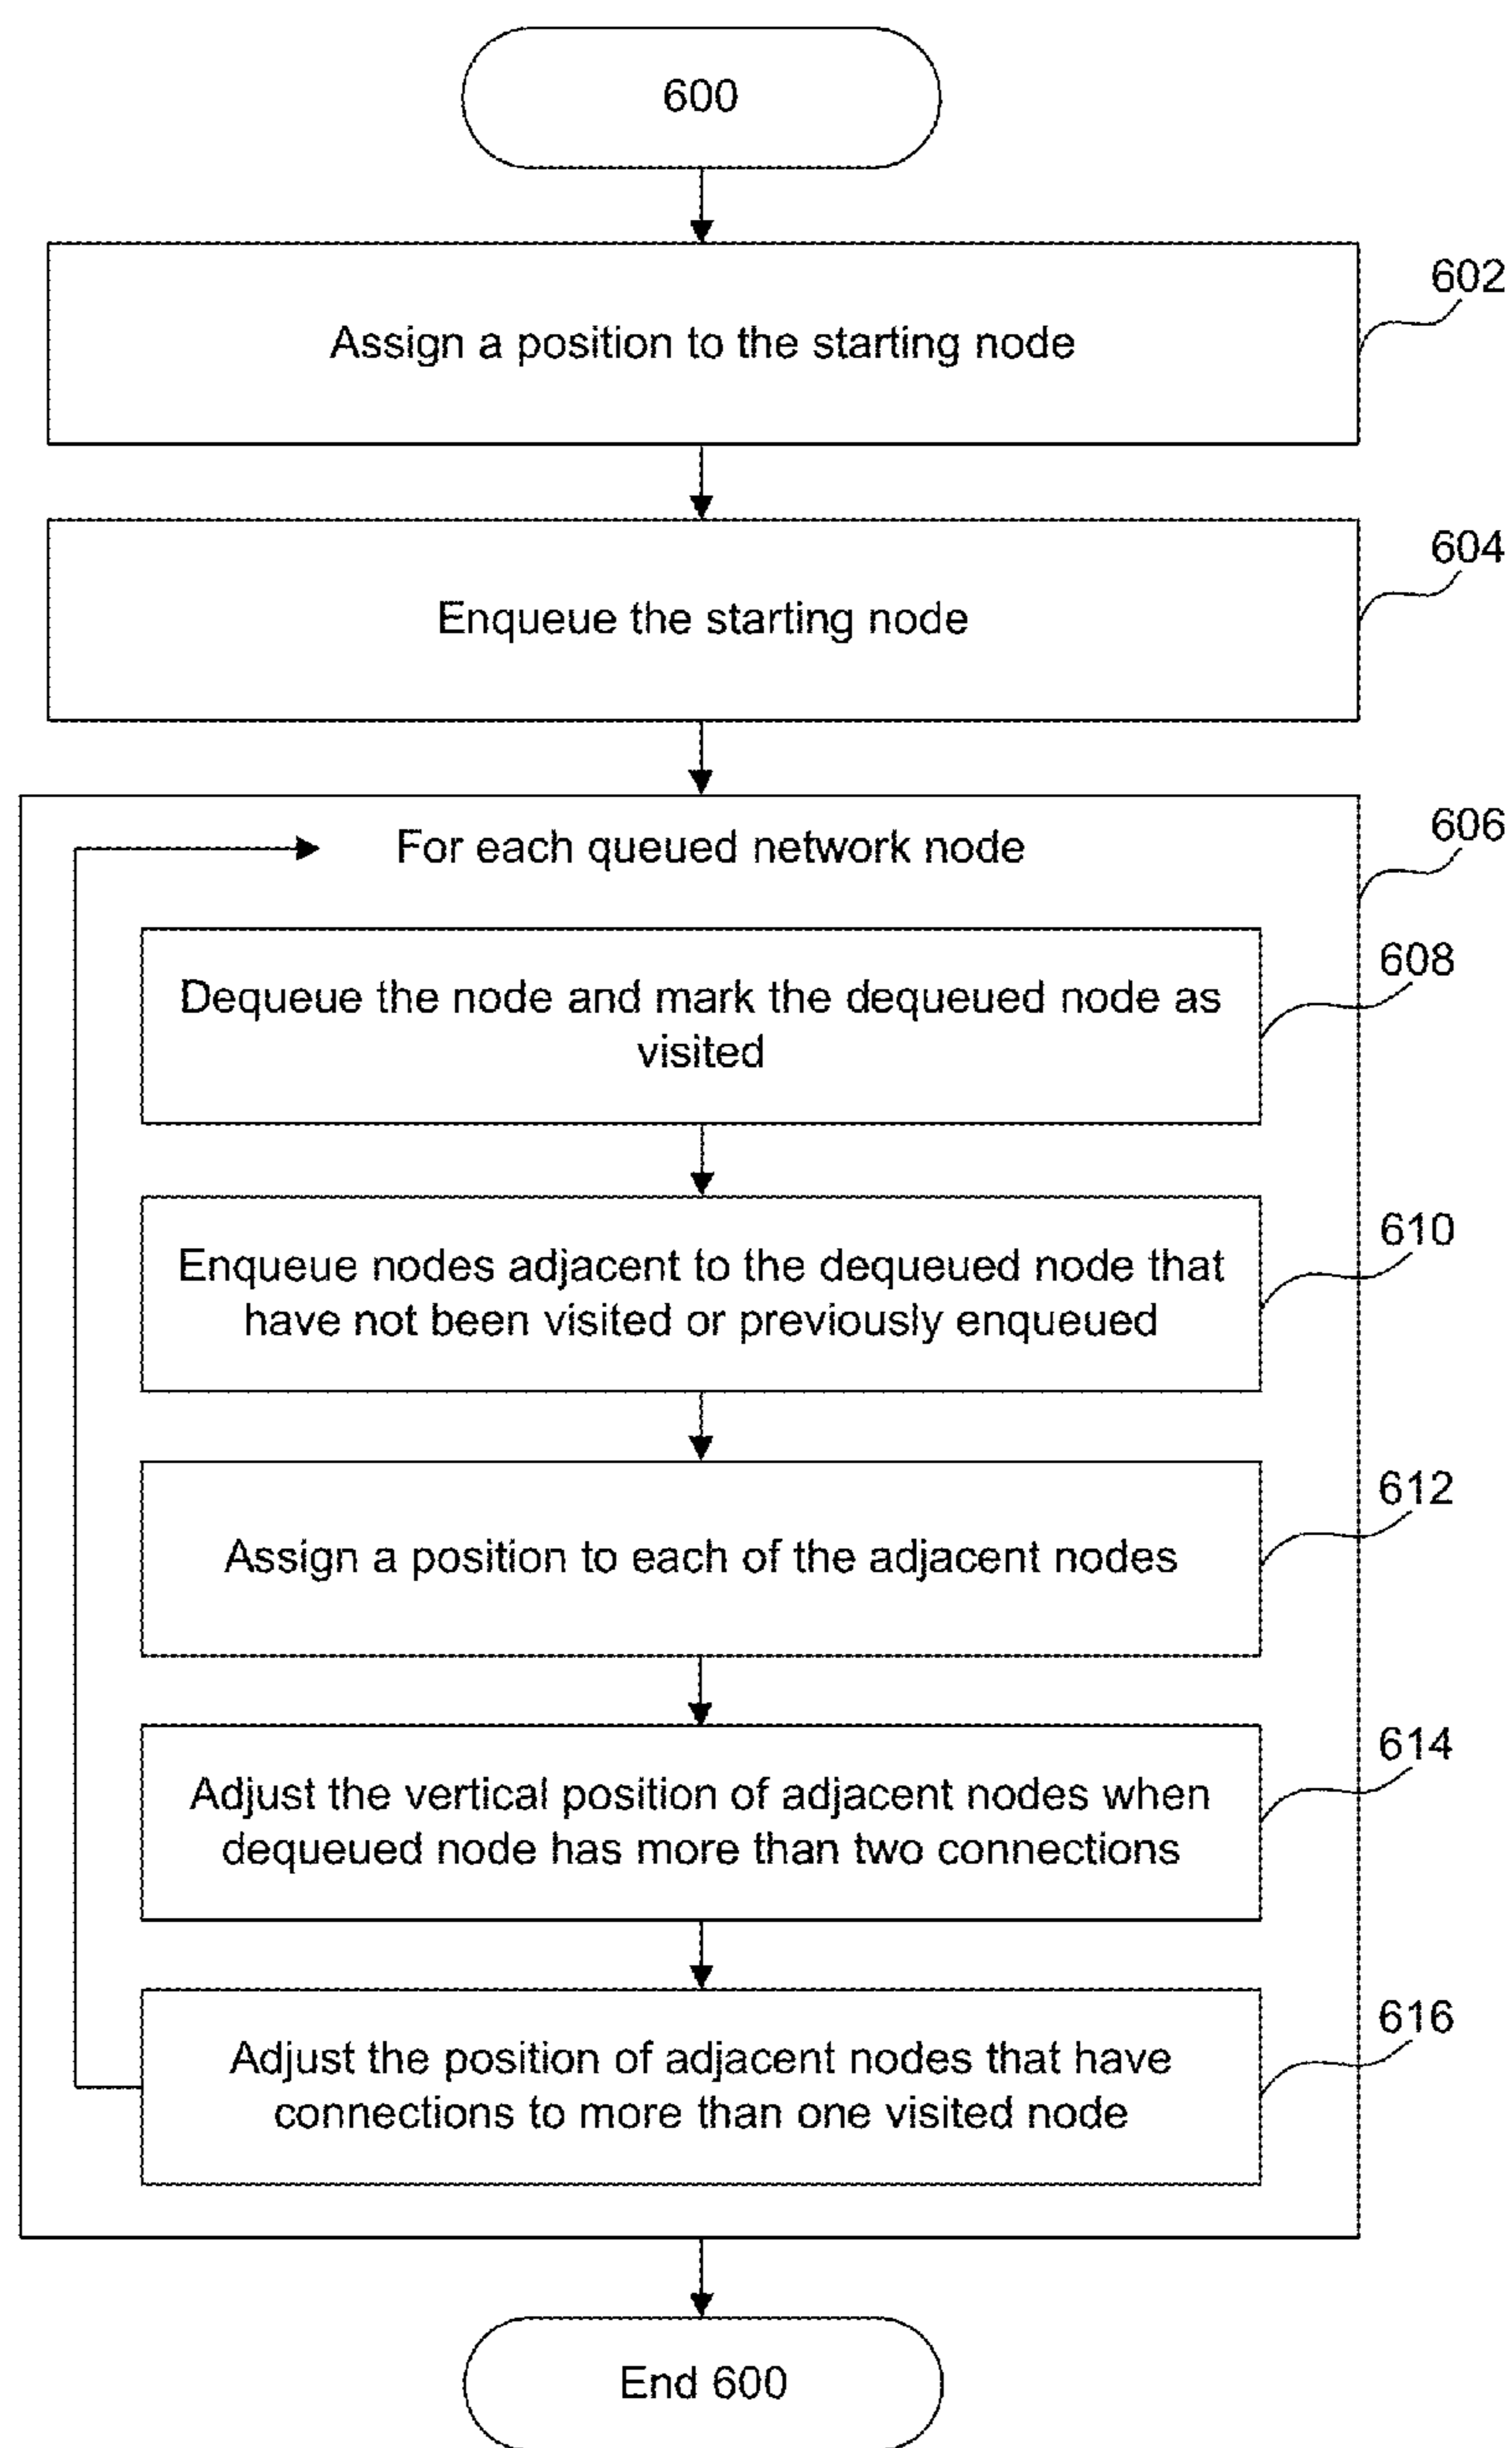 600
602
Assign a position to the starting node
604
Enqueue the starting node
606
For each queued network node
608
Dequeue the node and mark the dequeued node as
visited
610
Enqueue nodes adjacent to the dequeued node that
have not been visited or previously enqueued
612
Assign a position to each of the adjacent nodes
614
Adjust the vertical position of adjacent nodes when
dequeued node has more than two connections
616
Adjust the position of adjacent nodes that have
connections to more than one visited node
End 600